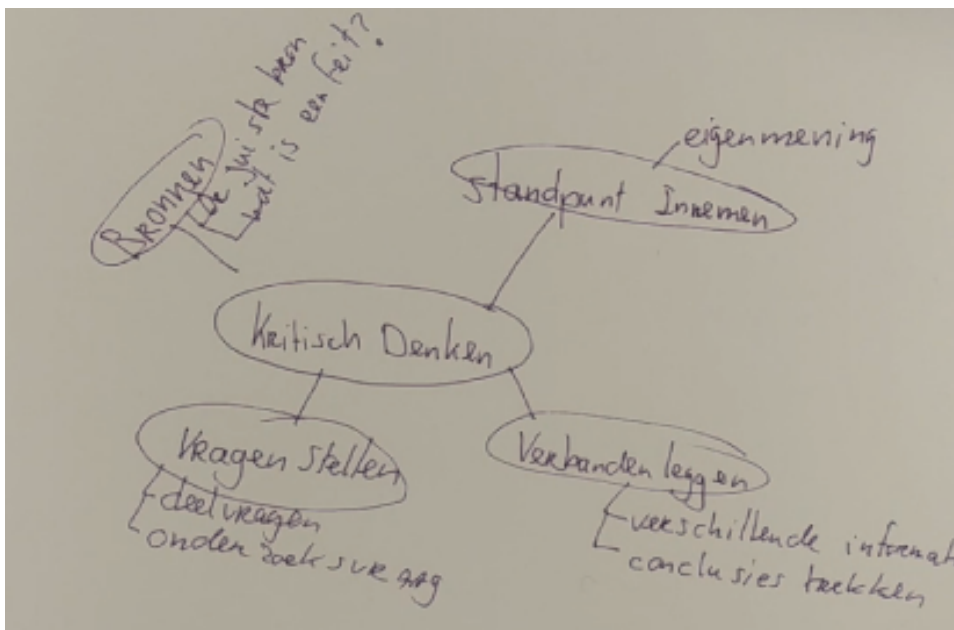 Bronnen
de juiste bron
wat is een feit?
eigen mening
Standpunt Innemen
Kritisch Denken
Vragen Stellen
deelvragen
onderzoeksvraag
Verbanden leggen
verschillende informat
conclusies trekken